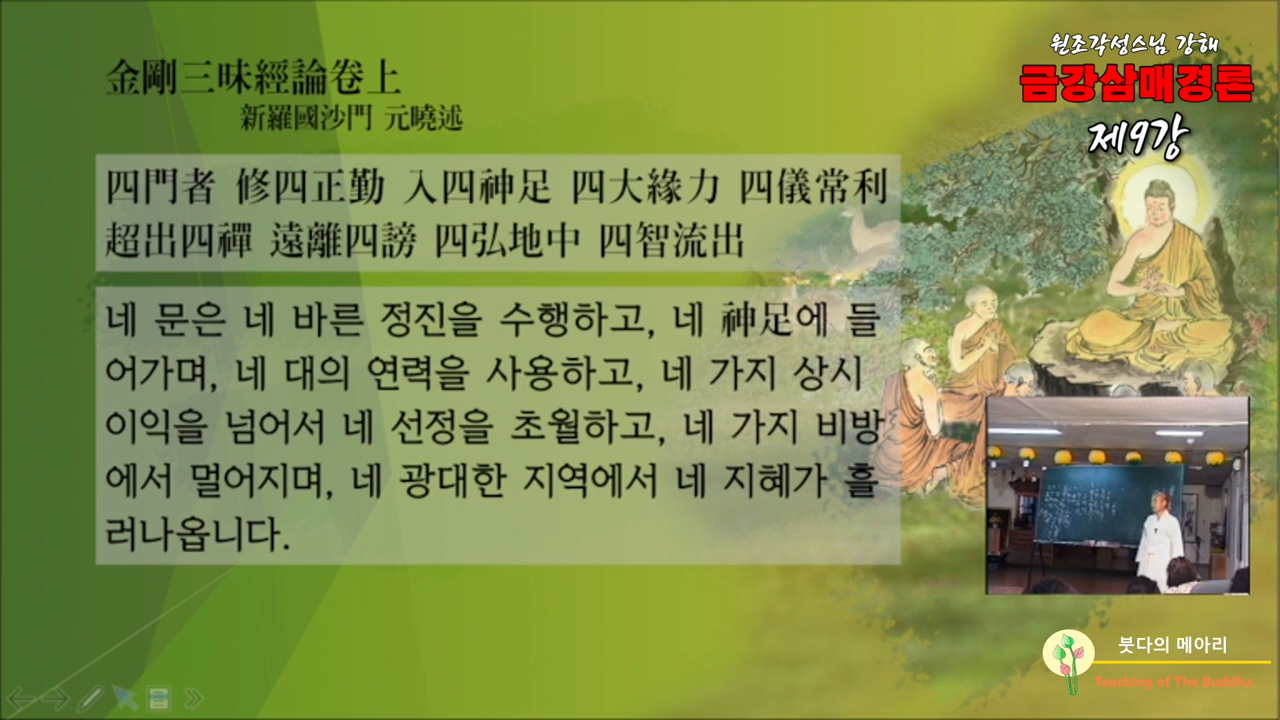 金剛三昧經論卷上
新羅國沙門 元曉述
四門者 修四正勤 入四神足 四大緣力 四儀常利
超出四禪 遠離四謗 四弘地中 四智流出
네 문은 네 바른 정진을 수행하고, 네 神足에 들
어가며, 네 대의 연력을 사용하고, 네 가지 상시
이익을 넘어서 네 선정을 초월하고, 네 가지 비방
에서 멀어지며, 네 광대한 지역에서 네 지혜가 흘
러나옵니다.
원조각성스님 강해
금강삼매경론
제9강
붓다의 메아리
Teaching of The Buddha